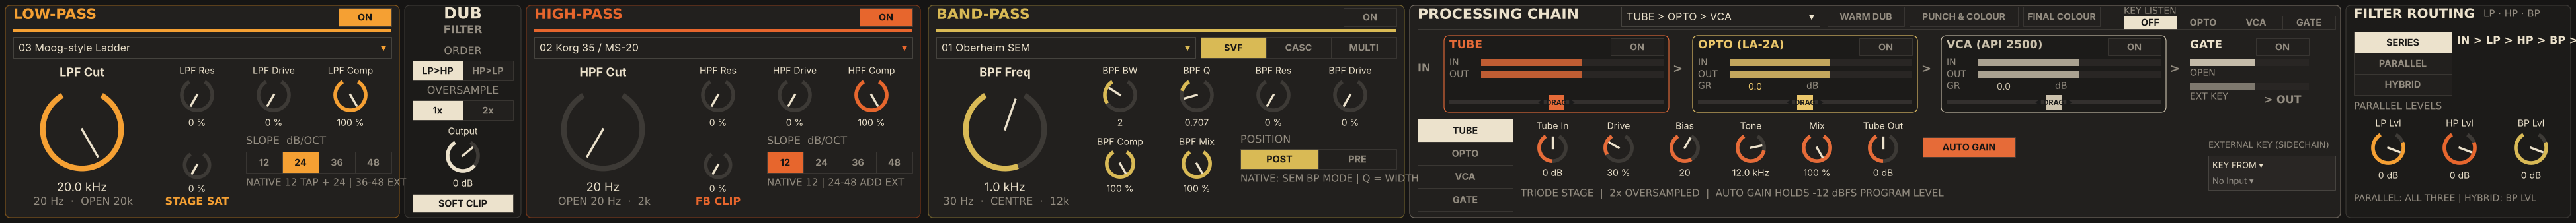 LOW-PASS
ON
03 Moog-style Ladder
LPF Cut
LPF Res
LPF Drive
LPF Comp
0 %
0 %
100 %
SLOPE dB/OCT
12
24
36
48
0 %
20.0 kHz
NATIVE 12 TAP + 24 | 36-48 EXT
20 Hz · OPEN 20k
STAGE SAT
DUB
FILTER
ORDER
LP>HP
HP>LP
OVERSAMPLE
1x
2x
Output
0 dB
SOFT CLIP
HIGH-PASS
ON
02 Korg 35 / MS-20
HPF Cut
HPF Res
HPF Drive
HPF Comp
0 %
0 %
100 %
SLOPE dB/OCT
12
24
36
48
0 %
20 Hz
NATIVE 12 | 24-48 ADD EXT
OPEN 20 Hz · 2k
FB CLIP
BAND-PASS
ON
01 Oberheim SEM
SVF
CASC
MULTI
BPF Freq
BPF BW
BPF Q
BPF Res
BPF Drive
2
0.707
0 %
0 %
BPF Comp
BPF Mix
POSITION
POST
PRE
1.0 kHz
100 %
100 %
NATIVE: SEM BP MODE | Q = WIDTH
30 Hz · CENTRE · 12k
PROCESSING CHAIN
TUBE > OPTO > VCA
WARM DUB
PUNCH & COLOUR
FINAL COLOUR
KEY LISTEN
OFF
OPTO
VCA
GATE
IN
TUBE
ON
IN
OUT
DRAG
>
OPTO (LA-2A)
ON
IN
OUT
GR
0.0
dB
DRAG
>
VCA (API 2500)
ON
IN
OUT
GR
0.0
dB
DRAG
>
GATE
ON
OPEN
EXT KEY
> OUT
TUBE
OPTO
VCA
GATE
Tube In
Drive
Bias
Tone
Mix
Tube Out
0 dB
30 %
20
12.0 kHz
100 %
0 dB
AUTO GAIN
TRIODE STAGE | 2x OVERSAMPLED | AUTO GAIN HOLDS -12 dBFS PROGRAM LEVEL
EXTERNAL KEY (SIDECHAIN)
KEY FROM
No Input
FILTER ROUTING
LP · HP · BP
SERIES
IN > LP > HP > BP >
PARALLEL
HYBRID
PARALLEL LEVELS
LP Lvl
HP Lvl
BP Lvl
0 dB
0 dB
0 dB
PARALLEL: ALL THREE | HYBRID: BP LVL